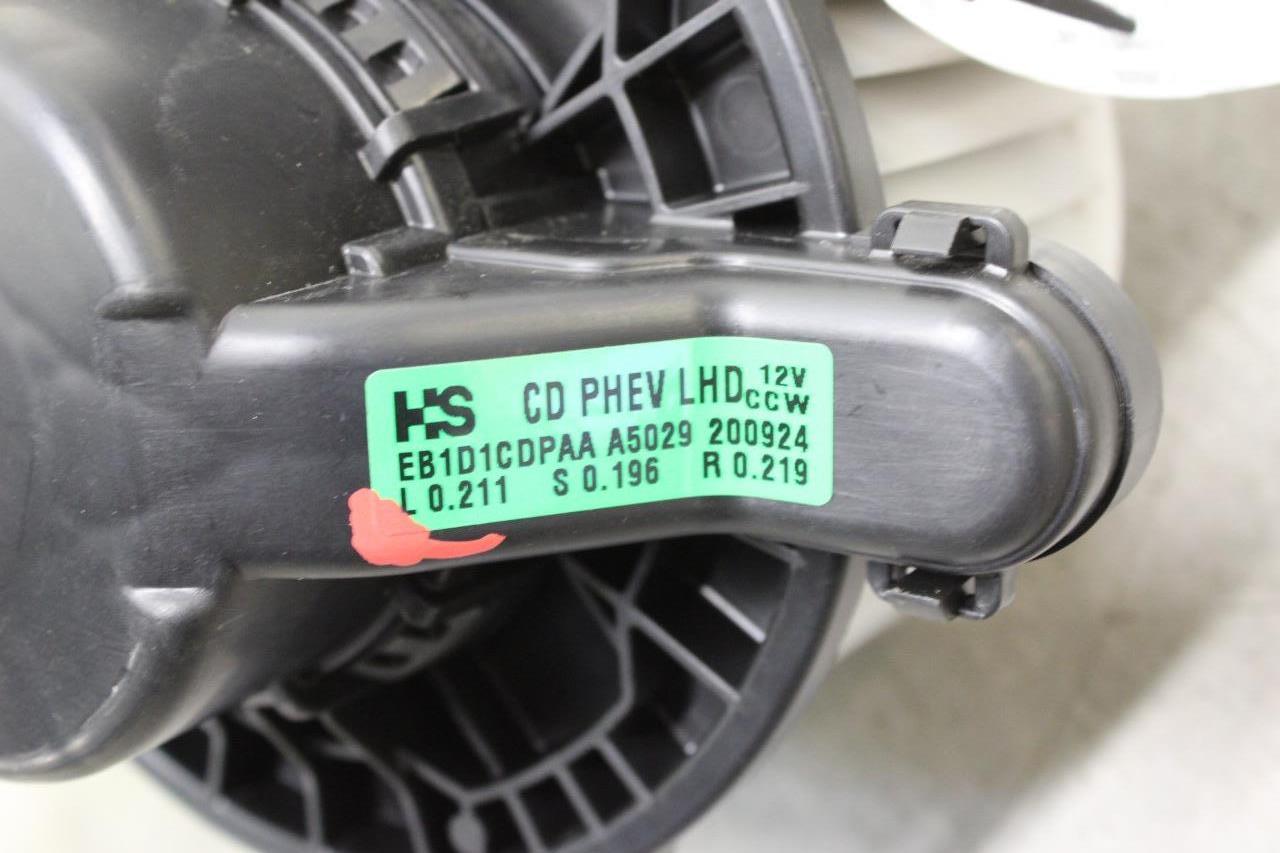 HS CD PHEV LHD 12V CCW
EB1D1CDPAA A5029 200924
L 0.211 S 0.196 R 0.219